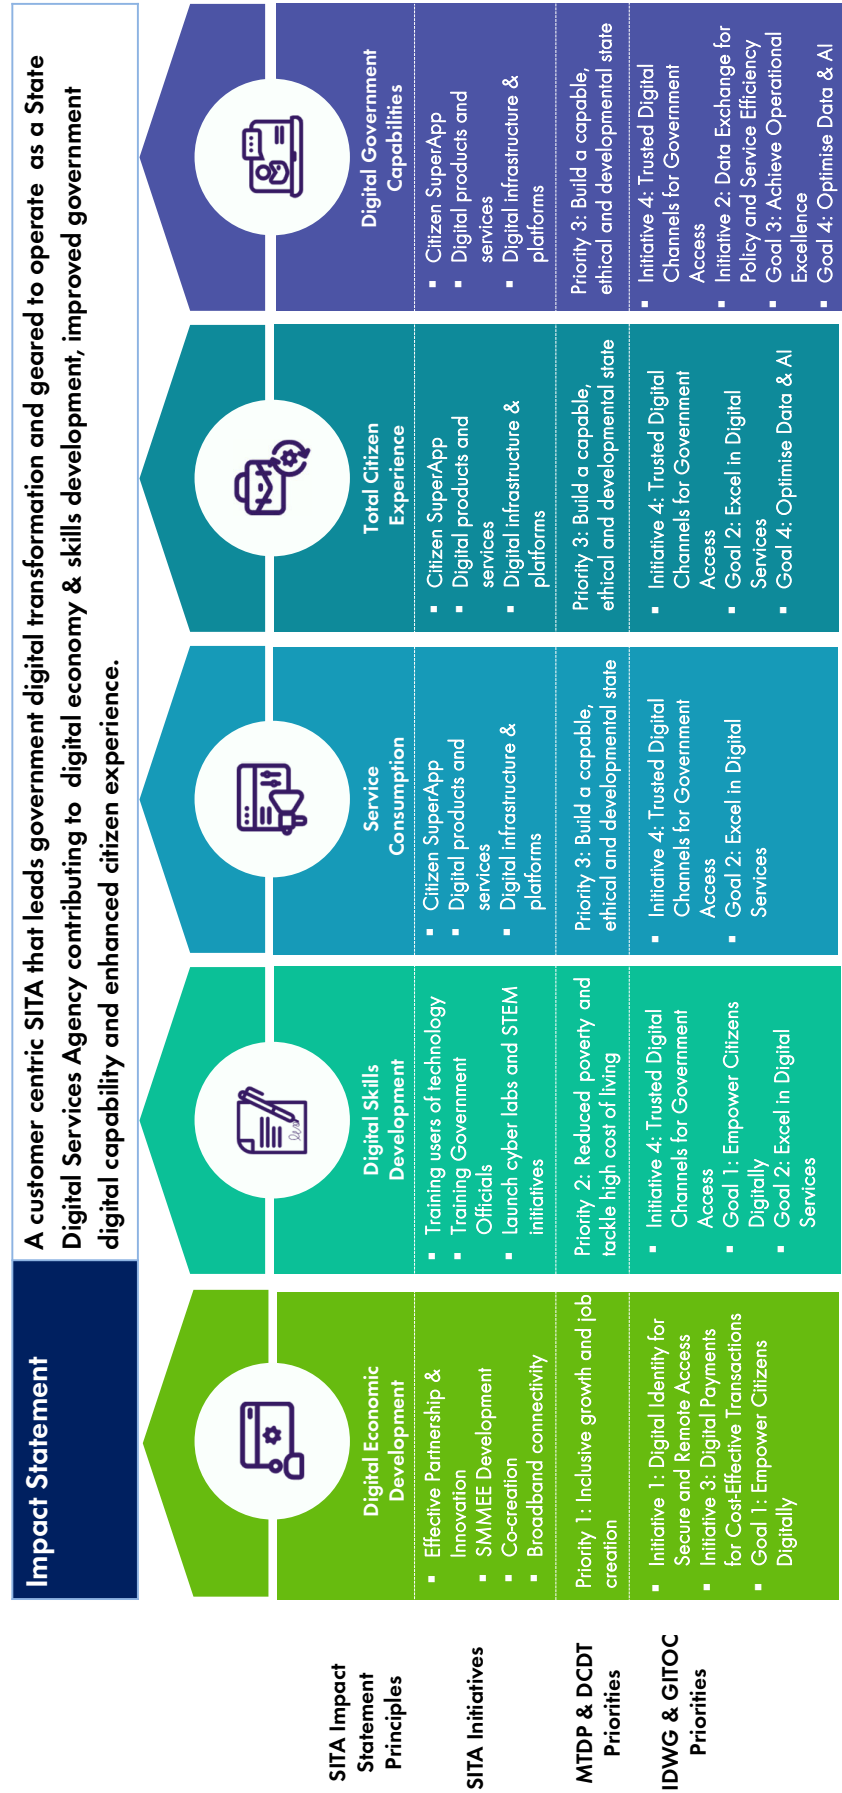 Impact Statement
A customer centric SITA that leads government digital transformation and geared to operate as a State
Digital Services Agency contributing to digital economy & skills development, improved government
digital capability and enhanced citizen experience.
SITA Impact
Statement
Principles
Digital Economic
Development
Digital Skills
Development
Service
Consumption
Total Citizen
Experience
Digital Government
Capabilities
SITA Initiatives
▪ Effective Partnership &
Innovation
▪ SMMEE Development
▪ Co-creation
▪ Broadband connectivity
▪ Training users of technology
▪ Training Government
Officials
▪ Launch cyber labs and STEM
initiatives
▪ Citizen SuperApp
▪ Digital products and
services
▪ Digital infrastructure &
platforms
▪ Citizen SuperApp
▪ Digital products and
services
▪ Digital infrastructure &
platforms
▪ Citizen SuperApp
▪ Digital products and
services
▪ Digital infrastructure &
platforms
MTDP & DCDT
Priorities
Priority 1: Inclusive growth and job
creation
Priority 2: Reduced poverty and
tackle high cost of living
Priority 3: Build a capable,
ethical and developmental state
Priority 3: Build a capable,
ethical and developmental state
Priority 3: Build a capable,
ethical and developmental state
IDWG & GITOC
Priorities
▪ Initiative 1: Digital Identity for
Secure and Remote Access
▪ Initiative 3: Digital Payments
for Cost-Effective Transactions
▪ Goal 1: Empower Citizens
Digitally
▪ Initiative 4: Trusted Digital
Channels for Government
Access
▪ Goal 1: Empower Citizens
Digitally
▪ Goal 2: Excel in Digital
Services
▪ Initiative 4: Trusted Digital
Channels for Government
Access
▪ Goal 2: Excel in Digital
Services
▪ Initiative 4: Trusted Digital
Channels for Government
Access
▪ Goal 2: Excel in Digital
Services
▪ Goal 4: Optimise Data & AI
▪ Initiative 4: Trusted Digital
Channels for Government
Access
▪ Initiative 2: Data Exchange for
Policy and Service Efficiency
▪ Goal 3: Achieve Operational
Excellence
▪ Goal 4: Optimise Data & AI